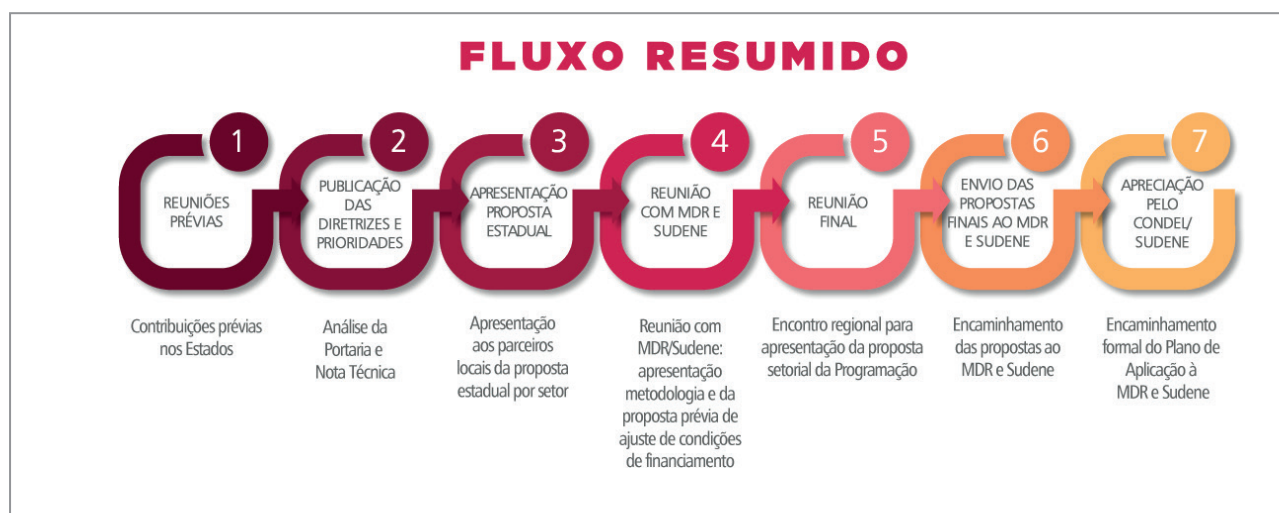 FLUXO RESUMIDO
1
REUNIÕES
PRÉVIAS
Contribuições prévias
nos Estados
2
PUBLICAÇÃO
DAS
DIRETRIZES E
PRIORIDADES
Análise da
Portaria e
Nota Técnica
3
APRESENTAÇÃO
PROPOSTA
ESTADUAL
Apresentação
aos parceiros
locais da proposta
estadual por setor
4
REUNIÃO
COM MDR E
SUDENE
Reunião com
MDR/Sudene:
apresentação
metodologia e da
proposta prévia de
ajuste de condições
de financiamento
5
REUNIÃO
FINAL
Encontro regional para
apresentação da proposta
setorial da Programação
6
ENVIO DAS
PROPOSTAS
FINAIS AO MDR
E SUDENE
Encaminhamento
das propostas ao
MDR e Sudene
7
APRECIAÇÃO
PELO
CONDEL/
SUDENE
Encaminhamento
formal do Plano de
Aplicação à
MDR e Sudene